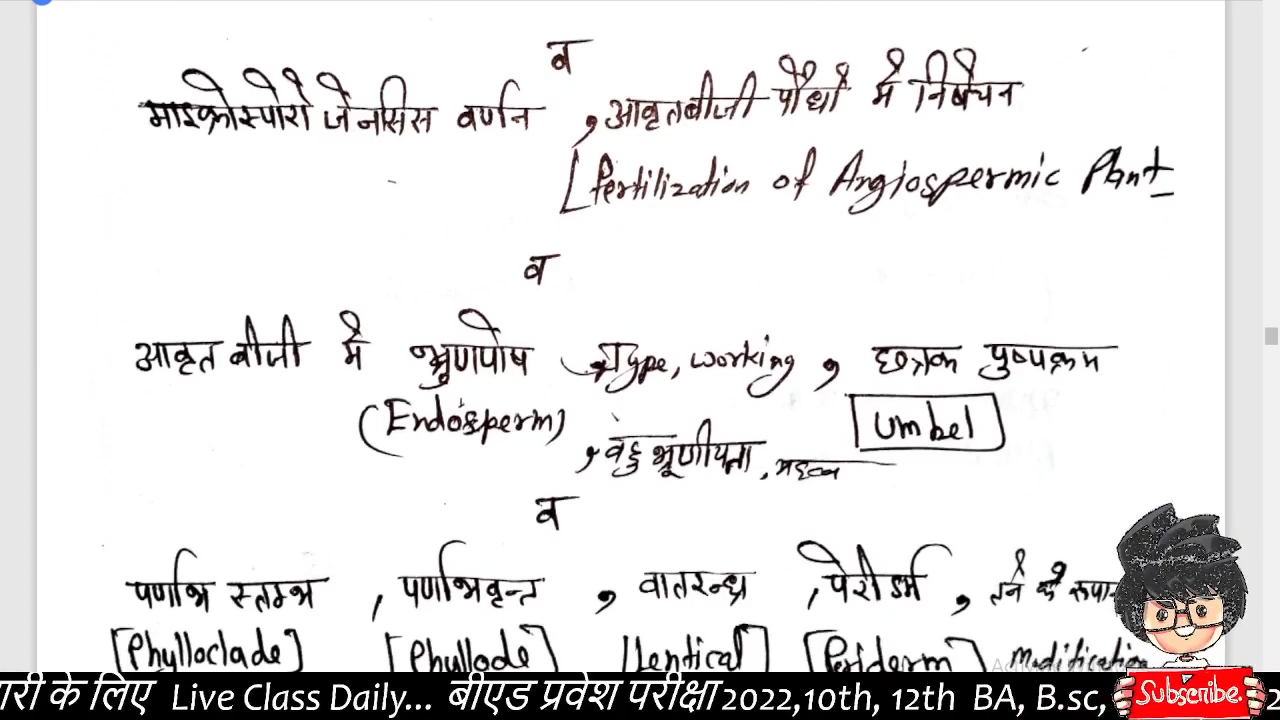 व
माइक्रोस्पोरोजेनसिस वर्णन , आवृतबीजी पौधों में निषेचन
[Fertilization of Angiospermic Plant
व
आवृतबीजी में भ्रुणपोष → Type, working , छत्रक पुष्पक्रम
(Endosperm) Umbel
, बहुभ्रूणीयता , महत्व
व
पर्णाभ स्तम्भ , पर्णाभवृन्त , वातरन्ध्र , पेरीडर्म , तने के
[Phylloclade] [Phyllode] [Lentical] [Periderm] Modification
के लिए Live Class Daily... बीएड प्रवेश परीक्षा 2022,10th, 12th BA, B.sc,
Subscribe.